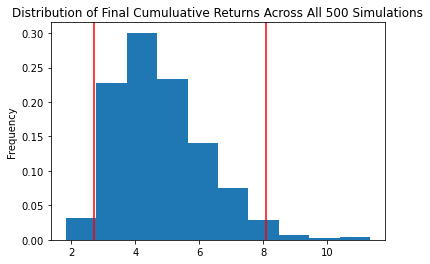 Distribution of Final Cumuluative Returns Across All 500 Simulations
Frequency
0.30
0.25
0.20
0.15
0.10
0.05
0.00
2 4 6 8 10